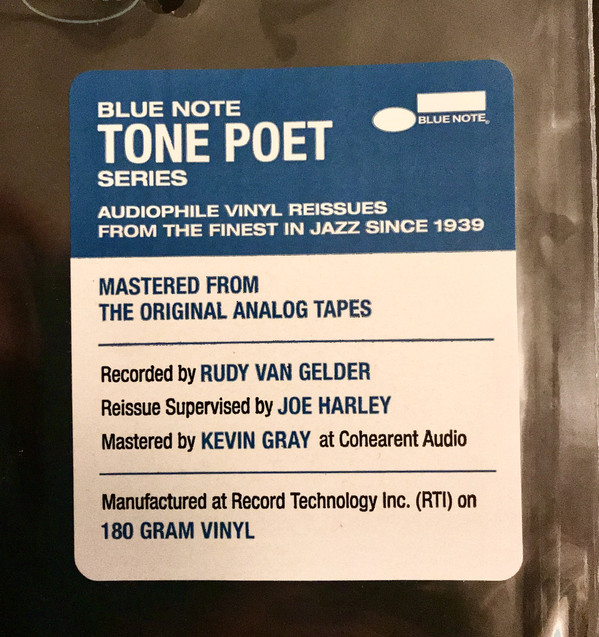 BLUE NOTE
TONE POET
SERIES
BLUE NOTE®
AUDIOPHILE VINYL REISSUES
FROM THE FINEST IN JAZZ SINCE 1939
MASTERED FROM
THE ORIGINAL ANALOG TAPES
Recorded by RUDY VAN GELDER
Reissue Supervised by JOE HARLEY
Mastered by KEVIN GRAY at Cohearent Audio
Manufactured at Record Technology Inc. (RTI) on
180 GRAM VINYL